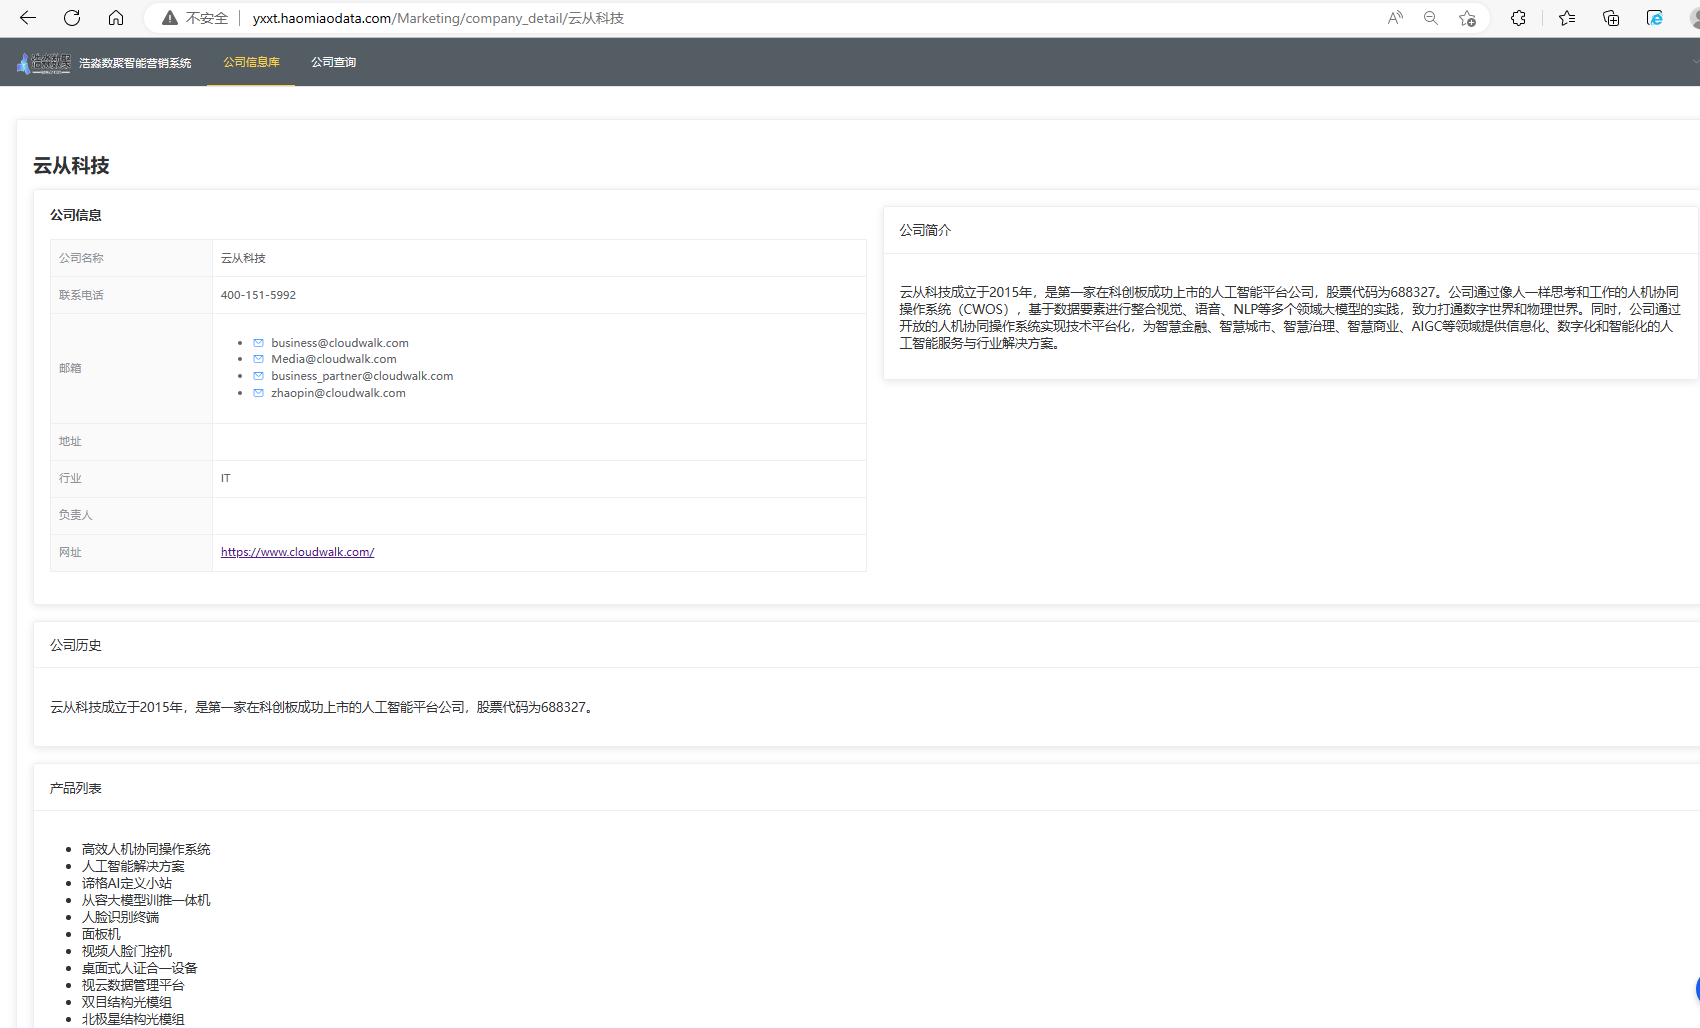 不安全
yxxt.haomiaodata.com/Marketing/company_detail/云从科技
浩淼数聚智能营销系统
公司信息库
公司查询
云从科技
公司信息
公司名称
云从科技
联系电话
400-151-5992
邮箱
business@cloudwalk.com
Media@cloudwalk.com
business_partner@cloudwalk.com
zhaopin@cloudwalk.com
地址
行业
IT
负责人
网址
https://www.cloudwalk.com/
公司简介
云从科技成立于2015年，是第一家在科创板成功上市的人工智能平台公司，股票代码为688327。公司通过像人一样思考和工作的人机协同
操作系统（CWOS），基于数据要素进行整合视觉、语音、NLP等多个领域大模型的实践，致力打通数字世界和物理世界。同时，公司通过
开放的人机协同操作系统实现技术平台化，为智慧金融、智慧城市、智慧治理、智慧商业、AIGC等领域提供信息化、数字化和智能化的人
工智能服务与行业解决方案。
公司历史
云从科技成立于2015年，是第一家在科创板成功上市的人工智能平台公司，股票代码为688327。
产品列表
高效人机协同操作系统
人工智能解决方案
谛格AI定义小站
从容大模型训推一体机
人脸识别终端
面板机
视频人脸门控机
桌面式人证合一设备
视云数据管理平台
双目结构光模组
北极星结构光模组